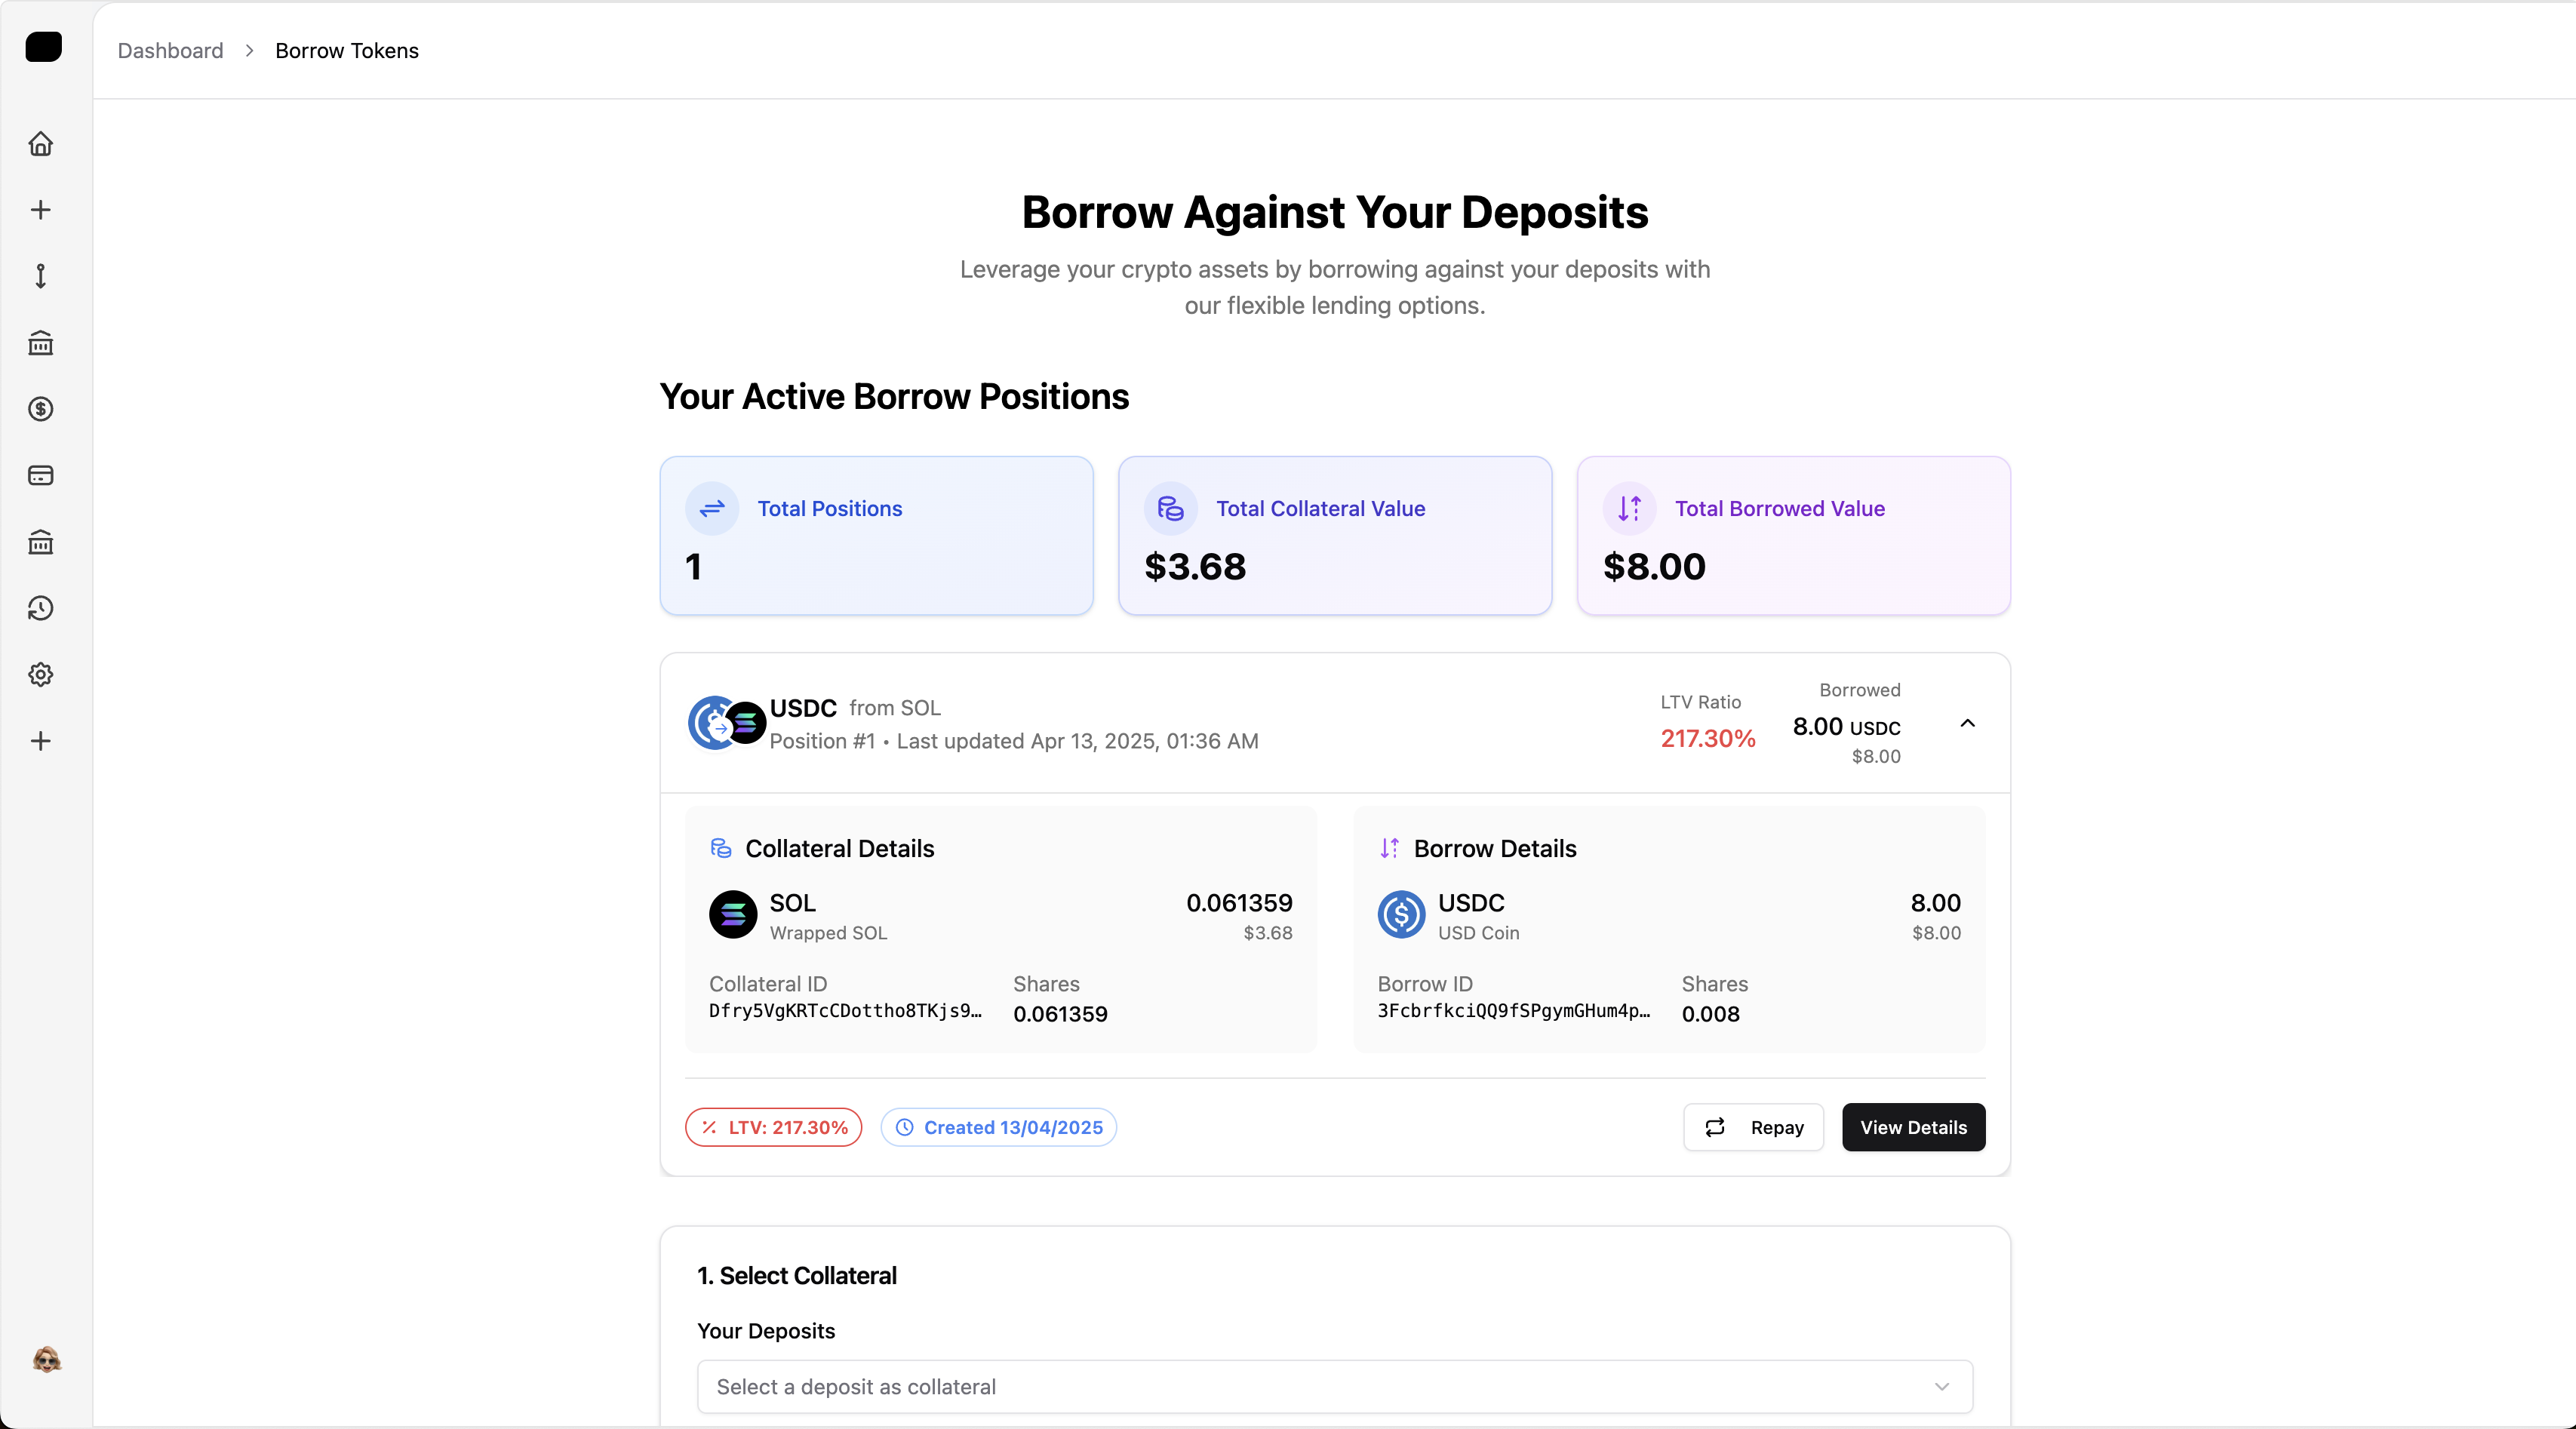 Dashboard > Borrow Tokens
Borrow Against Your Deposits
Leverage your crypto assets by borrowing against your deposits with
our flexible lending options.
Your Active Borrow Positions
Total Positions
1
Total Collateral Value
$3.68
Total Borrowed Value
$8.00
USDC from SOL
Position #1 • Last updated Apr 13, 2025, 01:36 AM
LTV Ratio
217.30%
Borrowed
8.00 USDC
$8.00
Collateral Details
SOL
Wrapped SOL
0.061359
$3.68
Collateral ID
Dfry5VgKRTcCDottho8TKjs9…
Shares
0.061359
Borrow Details
USDC
USD Coin
8.00
$8.00
Borrow ID
3FcbrfkciQQ9fSPgymGHum4p…
Shares
0.008
LTV: 217.30%
Created 13/04/2025
Repay
View Details
1. Select Collateral
Your Deposits
Select a deposit as collateral